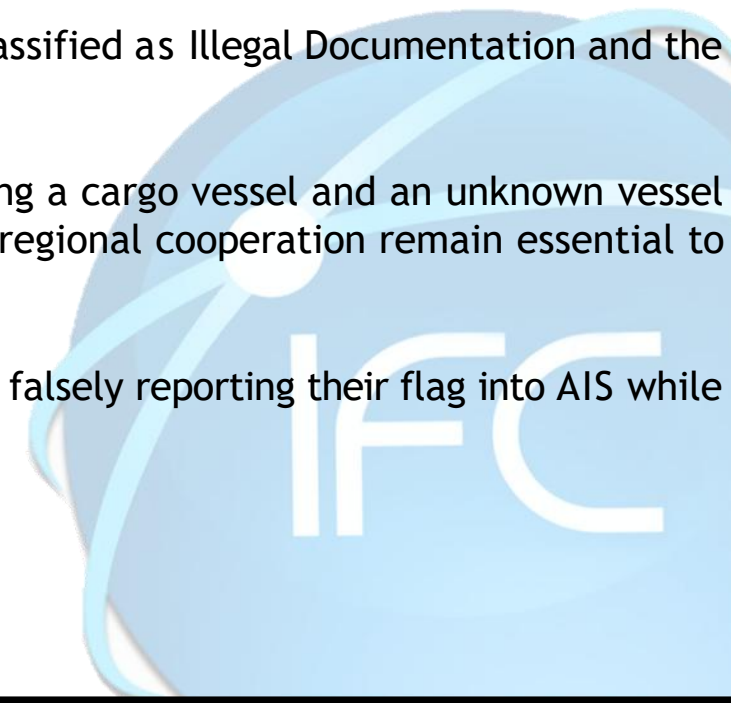 assified as Illegal Documentation and the
ng a cargo vessel and an unknown vessel
regional cooperation remain essential to
falsely reporting their flag into AIS while
IFC